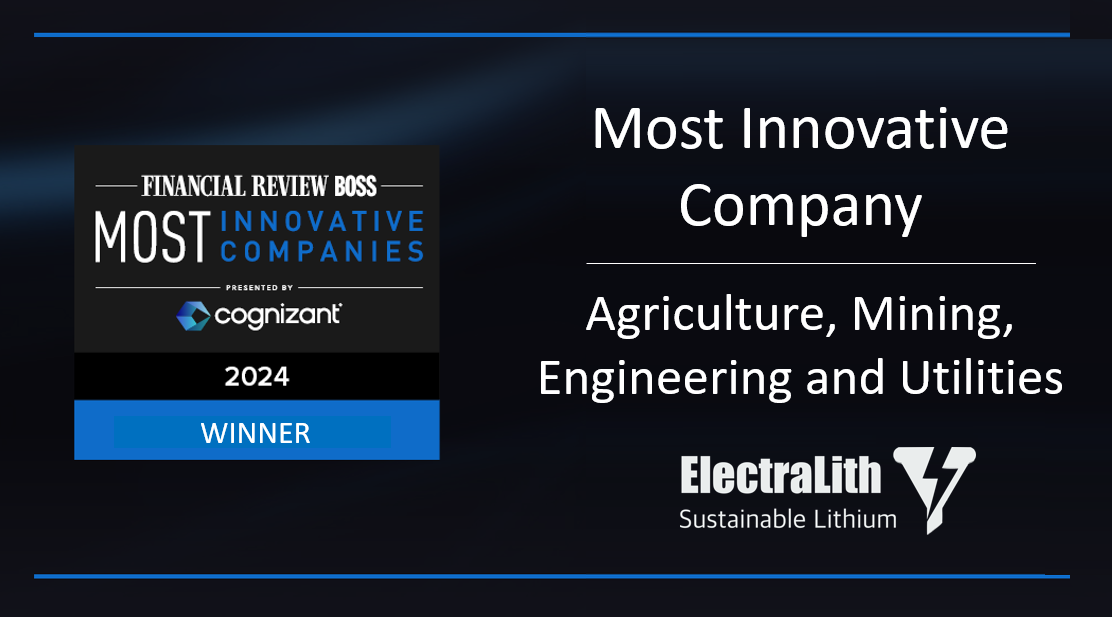 FINANCIAL REVIEW BOSS
MOST INNOVATIVE
COMPANIES
PRESENTED BY
cognizant
2024
WINNER
Most Innovative
Company
Agriculture, Mining,
Engineering and Utilities
ElectraLith
Sustainable Lithium